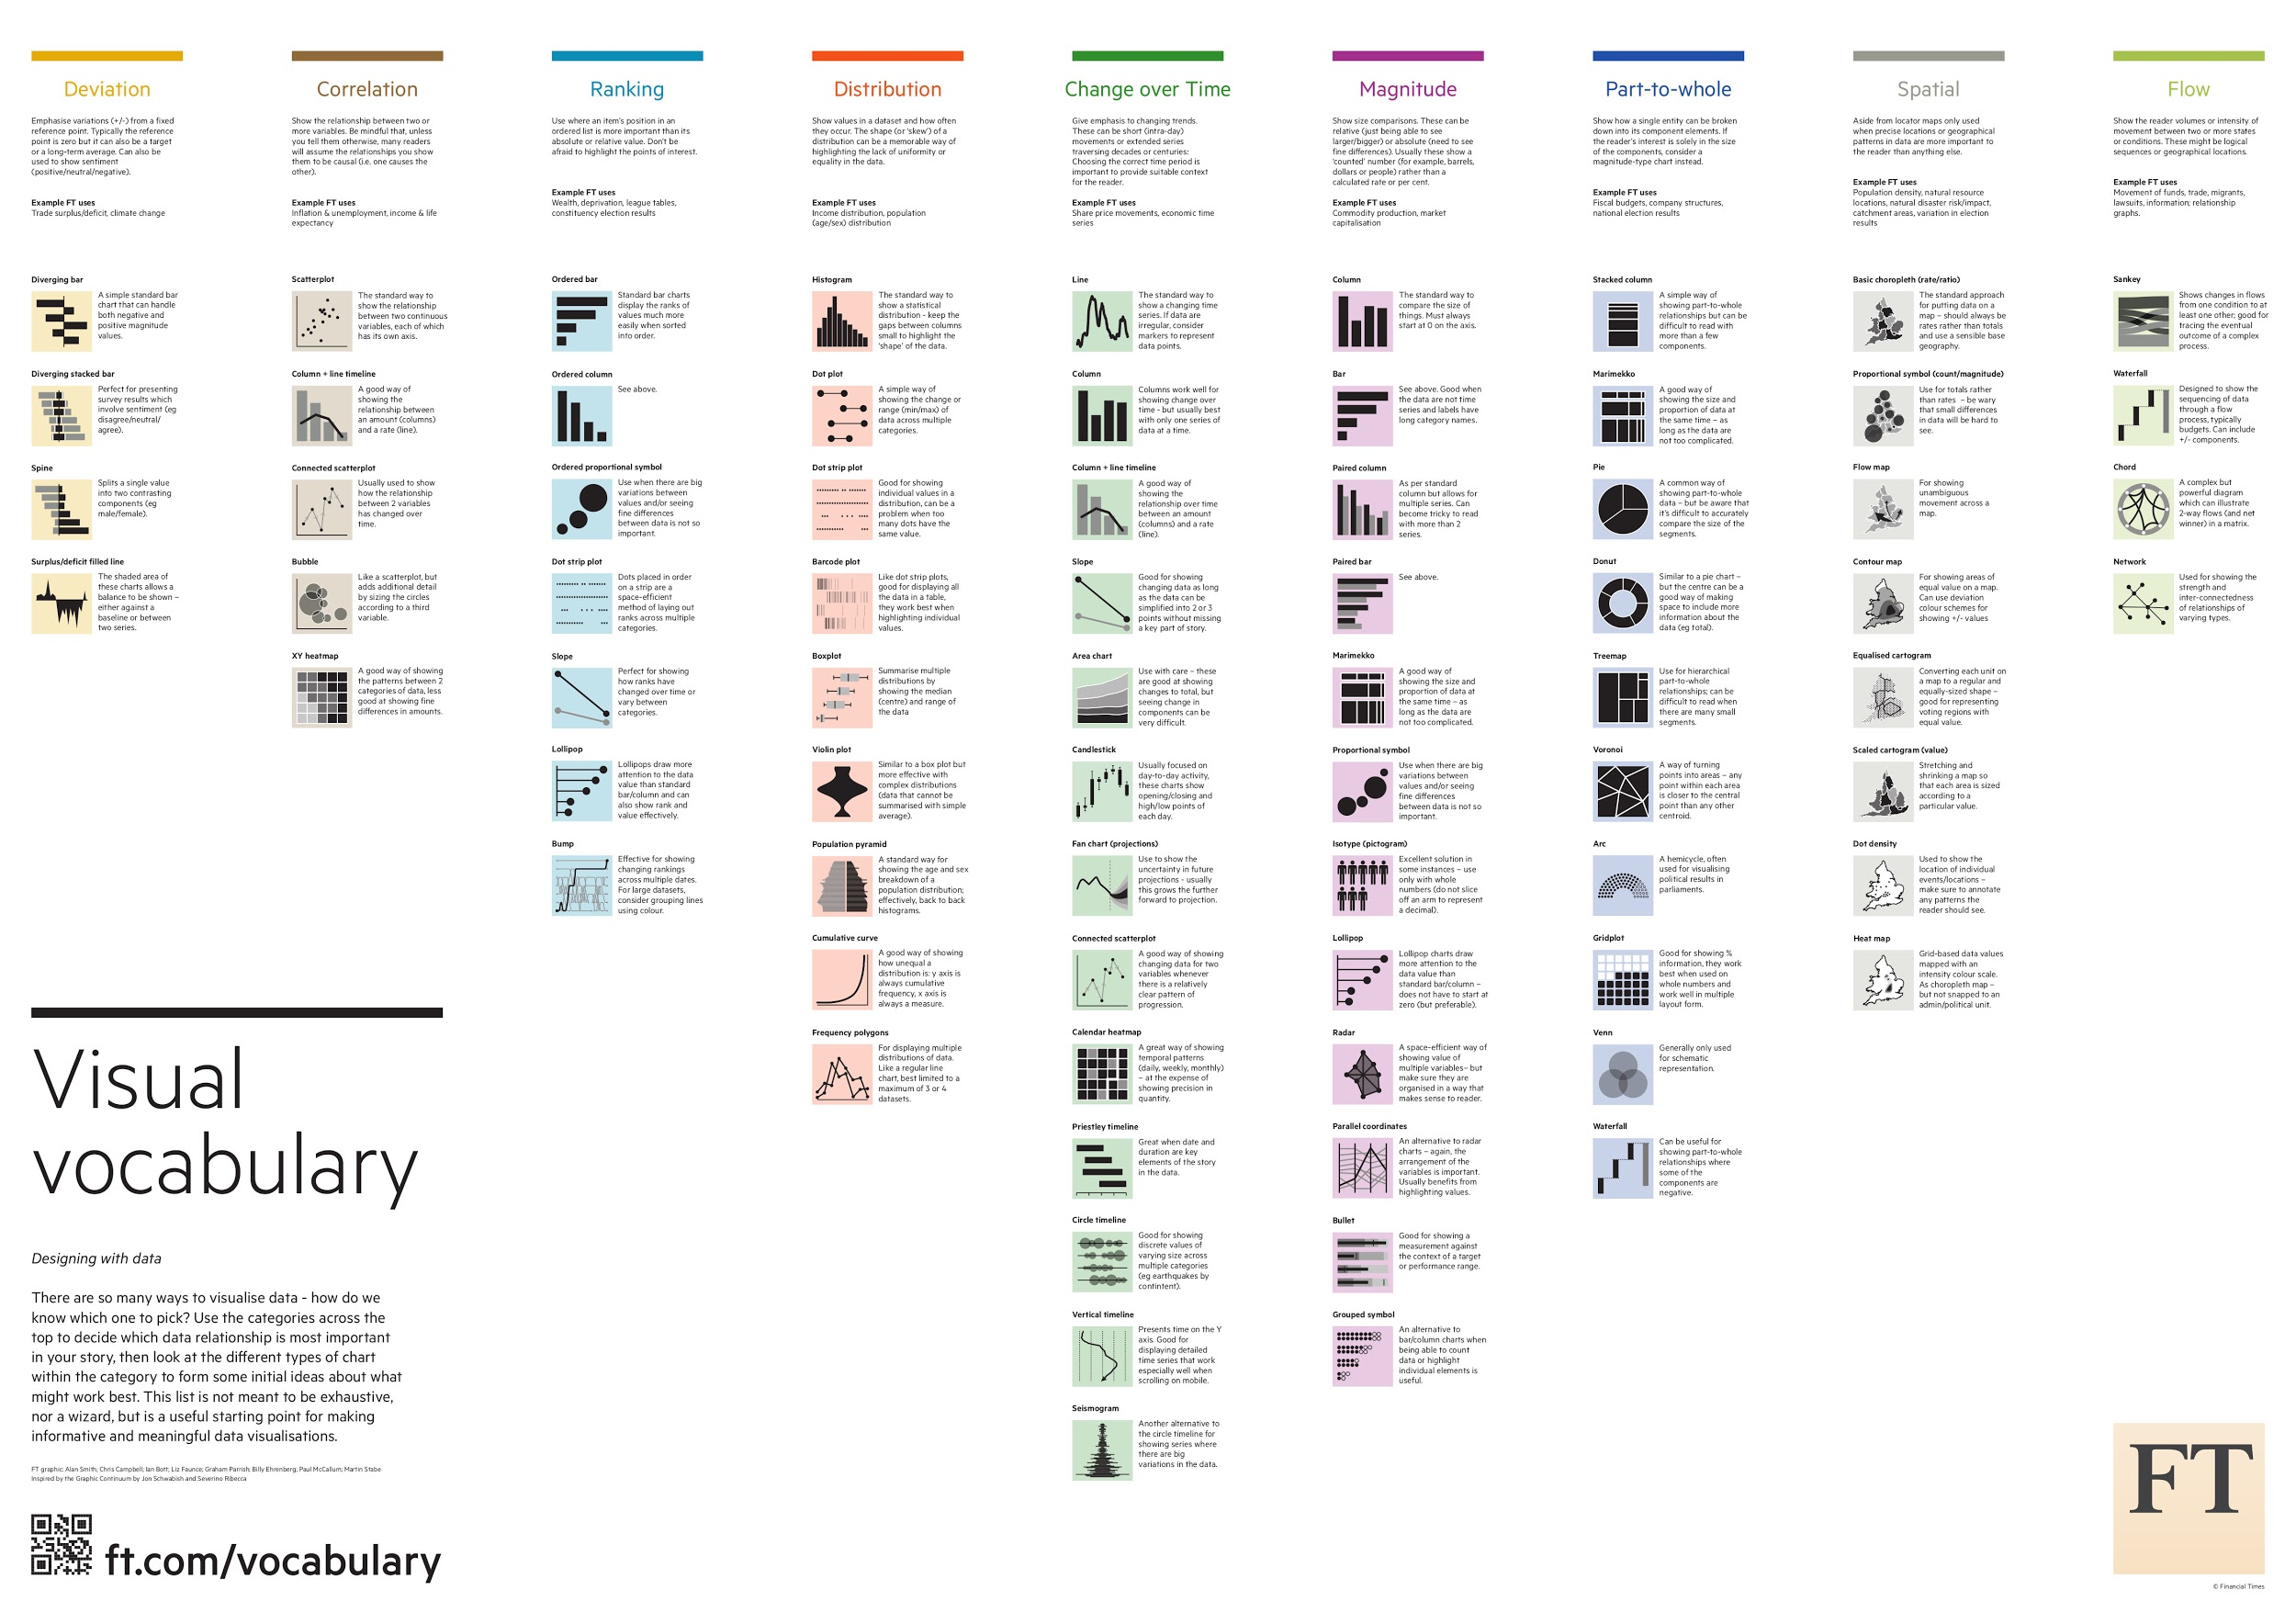 Deviation
Emphasise variations (+/-) from a fixed
reference point. Typically the reference
point is zero but it can also be a target
or a long-term average. Can also be
used to show sentiment
(positive/neutral/negative).
Example FT uses
Trade surplus/deficit, climate change
Diverging bar
A simple standard bar
chart that can handle
both negative and
positive magnitude
values.
Diverging stacked bar
Perfect for presenting
survey results which
involve sentiment (eg
disagree/neutral/
agree).
Spine
Splits a single value
into two contrasting
components (eg
male/female).
Surplus/deficit filled line
The shaded area of
these charts allows a
balance to be shown –
either against a
baseline or between
two series.
Correlation
Show the relationship between two or
more variables. Be mindful that, unless
you tell them otherwise, many readers
will assume the relationships you show
them to be causal (i.e. one causes the
other).
Example FT uses
Inflation & unemployment, income & life
expectancy
Scatterplot
The standard way to
show the relationship
between two continuous
variables, each of which
has its own axis.
Column + line timeline
A good way of
showing the
relationship between
an amount (columns)
and a rate (line).
Connected scatterplot
Usually used to show
how the relationship
between 2 variables
has changed over
time.
Bubble
Like a scatterplot, but
adds additional detail
by sizing the circles
according to a third
variable.
XY heatmap
A good way of showing
the patterns between 2
categories of data, less
good at showing fine
differences in amounts.
Ranking
Use where an item's position in an
ordered list is more important than its
absolute or relative value. Don't be
afraid to highlight the points of interest.
Example FT uses
Wealth, deprivation, league tables,
constituency election results
Ordered bar
Standard bar charts
display the ranks of
values much more
easily when sorted
into order.
Ordered column
See above.
Ordered proportional symbol
Use when there are big
variations between
values and/or seeing
fine differences
between data is not so
important.
Dot strip plot
Dots placed in order
on a strip are a
space-efficient
method of laying out
ranks across multiple
categories.
Slope
Perfect for showing
how ranks have
changed over time or
vary between
categories.
Lollipop
Lollipops draw more
attention to the data
value than standard
bar/column and can
also show rank and
value effectively.
Bump
Effective for showing
changing rankings
across multiple dates.
For large datasets,
consider grouping lines
using colour.
Distribution
Show values in a dataset and how often
they occur. The shape (or 'skew') of a
distribution can be a memorable way of
highlighting the lack of uniformity or
equality in the data.
Example FT uses
Income distribution, population
(age/sex) distribution
Histogram
The standard way to
show a statistical
distribution - keep the
gaps between columns
small to highlight the
'shape' of the data.
Dot plot
A simple way of
showing the change or
range (min/max) of
data across multiple
categories.
Dot strip plot
Good for showing
individual values in a
distribution, can be a
problem when too
many dots have the
same value.
Barcode plot
Like dot strip plots,
good for displaying all
the data in a table,
they work best when
highlighting individual
values.
Boxplot
Summarise multiple
distributions by
showing the median
(centre) and range of
the data
Violin plot
Similar to a box plot but
more effective with
complex distributions
(data that cannot be
summarised with simple
average).
Population pyramid
A standard way for
showing the age and sex
breakdown of a
population distribution;
effectively, back to back
histograms.
Cumulative curve
A good way of showing
how unequal a
distribution is: y axis is
always cumulative
frequency, x axis is
always a measure.
Frequency polygons
For displaying multiple
distributions of data.
Like a regular line
chart, best limited to a
maximum of 3 or 4
datasets.
Change over Time
Give emphasis to changing trends.
These can be short (intra-day)
movements or extended series
traversing decades or centuries:
Choosing the correct time period is
important to provide suitable context
for the reader.
Example FT uses
Share price movements, economic time
series
Line
The standard way to
show a changing time
series. If data are
irregular, consider
markers to represent
data points.
Column
Columns work well for
showing change over
time - but usually best
with only one series of
data at a time.
Column + line timeline
A good way of
showing the
relationship over time
between an amount
(columns) and a rate
(line).
Slope
Good for showing
changing data as long
as the data can be
simplified into 2 or 3
points without missing
a key part of story.
Area chart
Use with care – these
are good at showing
changes to total, but
seeing change in
components can be
very difficult.
Candlestick
Usually focused on
day-to-day activity,
these charts show
opening/closing and
high/low points of
each day.
Fan chart (projections)
Use to show the
uncertainty in future
projections - usually
this grows the further
forward to projection.
Connected scatterplot
A good way of showing
changing data for two
variables whenever
there is a relatively
clear pattern of
progression.
Calendar heatmap
A great way of showing
temporal patterns
(daily, weekly, monthly)
– at the expense of
showing precision in
quantity.
Priestley timeline
Great when date and
duration are key
elements of the story
in the data.
Circle timeline
Good for showing
discrete values of
varying size across
multiple categories
(eg earthquakes by
contintent).
Vertical timeline
Presents time on the Y
axis. Good for
displaying detailed
time series that work
especially well when
scrolling on mobile.
Seismogram
Another alternative to
the circle timeline for
showing series where
there are big
variations in the data.
Magnitude
Show size comparisons. These can be
relative (just being able to see
larger/bigger) or absolute (need to see
fine differences). Usually these show a
'counted' number (for example, barrels,
dollars or people) rather than a
calculated rate or per cent.
Example FT uses
Commodity production, market
capitalisation
Column
The standard way to
compare the size of
things. Must always
start at 0 on the axis.
Bar
See above. Good when
the data are not time
series and labels have
long category names.
Paired column
As per standard
column but allows for
multiple series. Can
become tricky to read
with more than 2
series.
Paired bar
See above.
Marimekko
A good way of
showing the size and
proportion of data at
the same time – as
long as the data are
not too complicated.
Proportional symbol
Use when there are big
variations between
values and/or seeing
fine differences
between data is not so
important.
Isotype (pictogram)
Excellent solution in
some instances – use
only with whole
numbers (do not slice
off an arm to represent
a decimal).
Lollipop
Lollipop charts draw
more attention to the
data value than
standard bar/column –
does not have to start at
zero (but preferable).
Radar
A space-efficient way of
showing value of
multiple variables– but
make sure they are
organised in a way that
makes sense to reader.
Parallel coordinates
An alternative to radar
charts – again, the
arrangement of the
variables is important.
Usually benefits from
highlighting values.
Bullet
Good for showing a
measurement against
the context of a target
or performance range.
Grouped symbol
An alternative to
bar/column charts when
being able to count
data or highlight
individual elements is
useful.
Part-to-whole
Show how a single entity can be broken
down into its component elements. If
the reader's interest is solely in the size
of the components, consider a
magnitude-type chart instead.
Example FT uses
Fiscal budgets, company structures,
national election results
Stacked column
A simple way of
showing part-to-whole
relationships but can be
difficult to read with
more than a few
components.
Marimekko
A good way of
showing the size and
proportion of data at
the same time – as
long as the data are
not too complicated.
Pie
A common way of
showing part-to-whole
data – but be aware that
it's difficult to accurately
compare the size of the
segments.
Donut
Similar to a pie chart –
but the centre can be a
good way of making
space to include more
information about the
data (eg total).
Treemap
Use for hierarchical
part-to-whole
relationships; can be
difficult to read when
there are many small
segments.
Voronoi
A way of turning
points into areas – any
point within each area
is closer to the central
point than any other
centroid.
Arc
A hemicycle, often
used for visualising
political results in
parliaments.
Gridplot
Good for showing %
information, they work
best when used on
whole numbers and
work well in multiple
layout form.
Venn
Generally only used
for schematic
representation.
Waterfall
Can be useful for
showing part-to-whole
relationships where
some of the
components are
negative.
Spatial
Aside from locator maps only used
when precise locations or geographical
patterns in data are more important to
the reader than anything else.
Example FT uses
Population density, natural resource
locations, natural disaster risk/impact,
catchment areas, variation in election
results
Basic choropleth (rate/ratio)
The standard approach
for putting data on a
map – should always be
rates rather than totals
and use a sensible base
geography.
Proportional symbol (count/magnitude)
Use for totals rather
than rates – be wary
that small differences
in data will be hard to
see.
Flow map
For showing
unambiguous
movement across a
map.
Contour map
For showing areas of
equal value on a map.
Can use deviation
colour schemes for
showing +/- values
Equalised cartogram
Converting each unit on
a map to a regular and
equally-sized shape –
good for representing
voting regions with
equal value.
Scaled cartogram (value)
Stretching and
shrinking a map so
that each area is sized
according to a
particular value.
Dot density
Used to show the
location of individual
events/locations –
make sure to annotate
any patterns the
reader should see.
Heat map
Grid-based data values
mapped with an
intensity colour scale.
As choropleth map –
but not snapped to an
admin/political unit.
Flow
Show the reader volumes or intensity of
movement between two or more states
or conditions. These might be logical
sequences or geographical locations.
Example FT uses
Movement of funds, trade, migrants,
lawsuits, information; relationship
graphs.
Sankey
Shows changes in flows
from one condition to at
least one other; good for
tracing the eventual
outcome of a complex
process.
Waterfall
Designed to show the
sequencing of data
through a flow
process, typically
budgets. Can include
+/- components.
Chord
A complex but
powerful diagram
which can illustrate
2-way flows (and net
winner) in a matrix.
Network
Used for showing the
strength and
inter-connectedness
of relationships of
varying types.
Visual
vocabulary
Designing with data
There are so many ways to visualise data - how do we
know which one to pick? Use the categories across the
top to decide which data relationship is most important
in your story, then look at the different types of chart
within the category to form some initial ideas about what
might work best. This list is not meant to be exhaustive,
nor a wizard, but is a useful starting point for making
informative and meaningful data visualisations.
FT graphic: Alan Smith; Chris Campbell; Ian Bott; Liz Faunce; Graham Parrish; Billy Ehrenberg; Paul McCallum; Martin Stabe
Inspired by the Graphic Continuum by Jon Schwabish and Severino Ribecca
ft.com/vocabulary
FT
© Financial Times